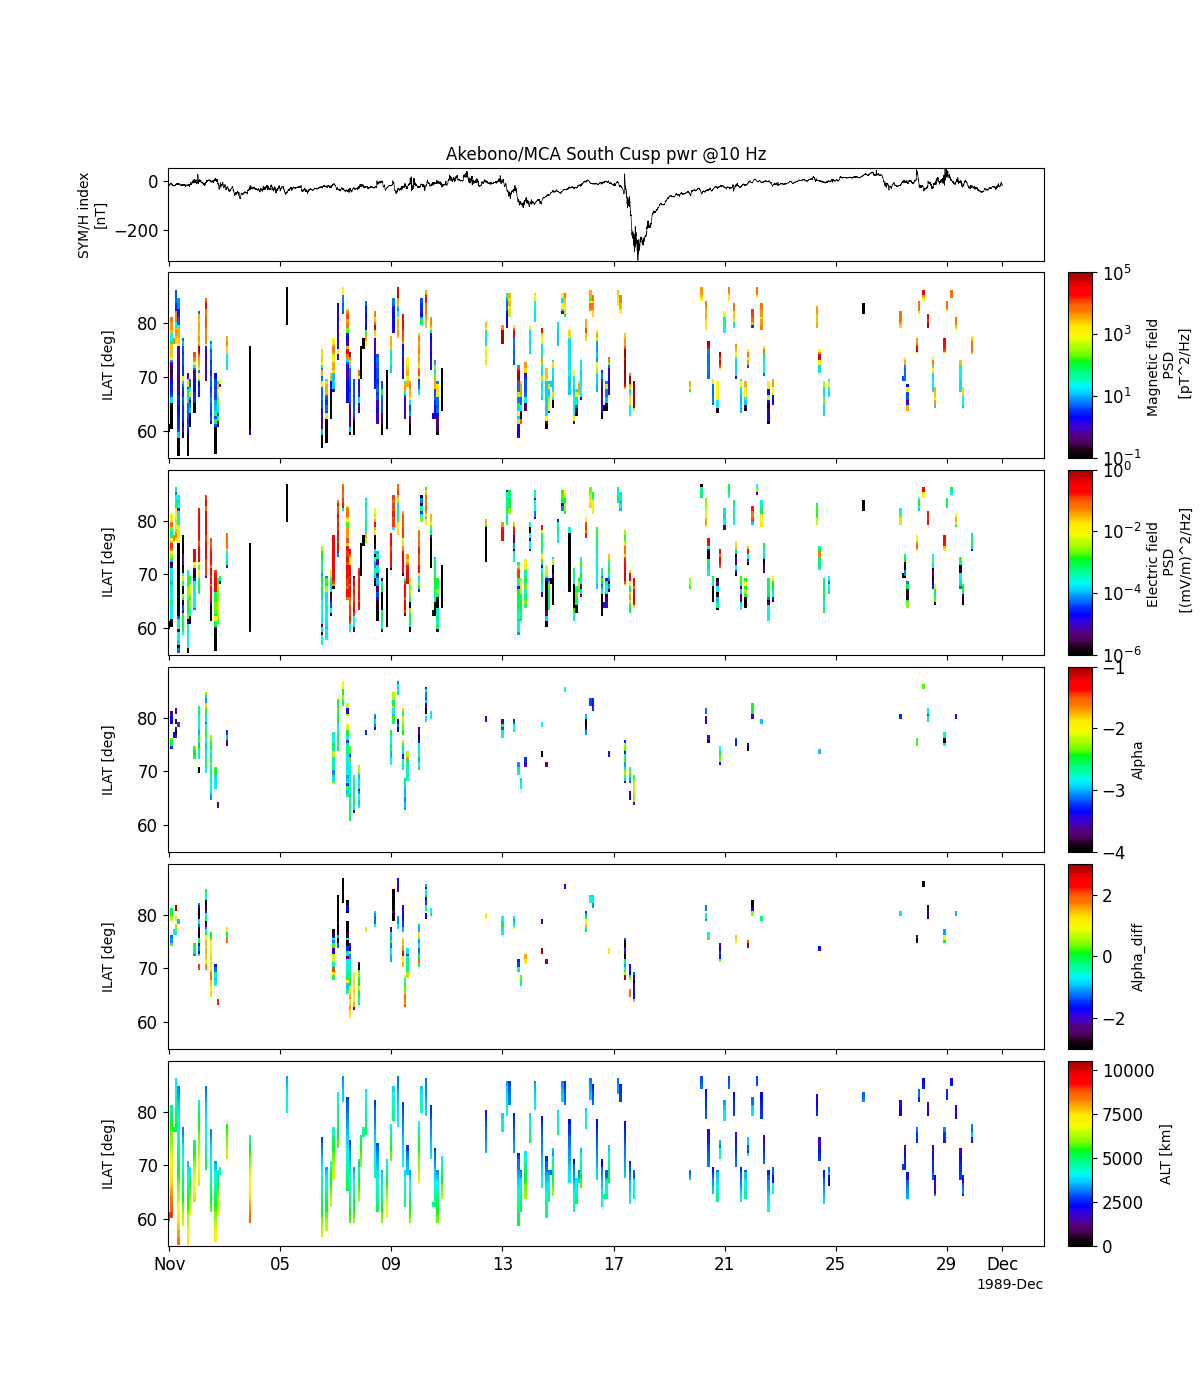 Akebono/MCA South Cusp pwr @10 Hz
SYM/H index
[nT]
0
−200
ILAT [deg]
80
70
60
10^5
10^3
10^1
10^-1
Magnetic field
PSD
[pT^2/Hz]
ILAT [deg]
80
70
60
10^0
10^-2
10^-4
10^-6
Electric field
PSD
[(mV/m)^2/Hz]
ILAT [deg]
80
70
60
−1
−2
−3
−4
Alpha
ILAT [deg]
80
70
60
2
0
−2
Alpha_diff
ILAT [deg]
80
70
60
10000
7500
5000
2500
0
ALT [km]
Nov 05 09 13 17 21 25 29 Dec
1989-Dec